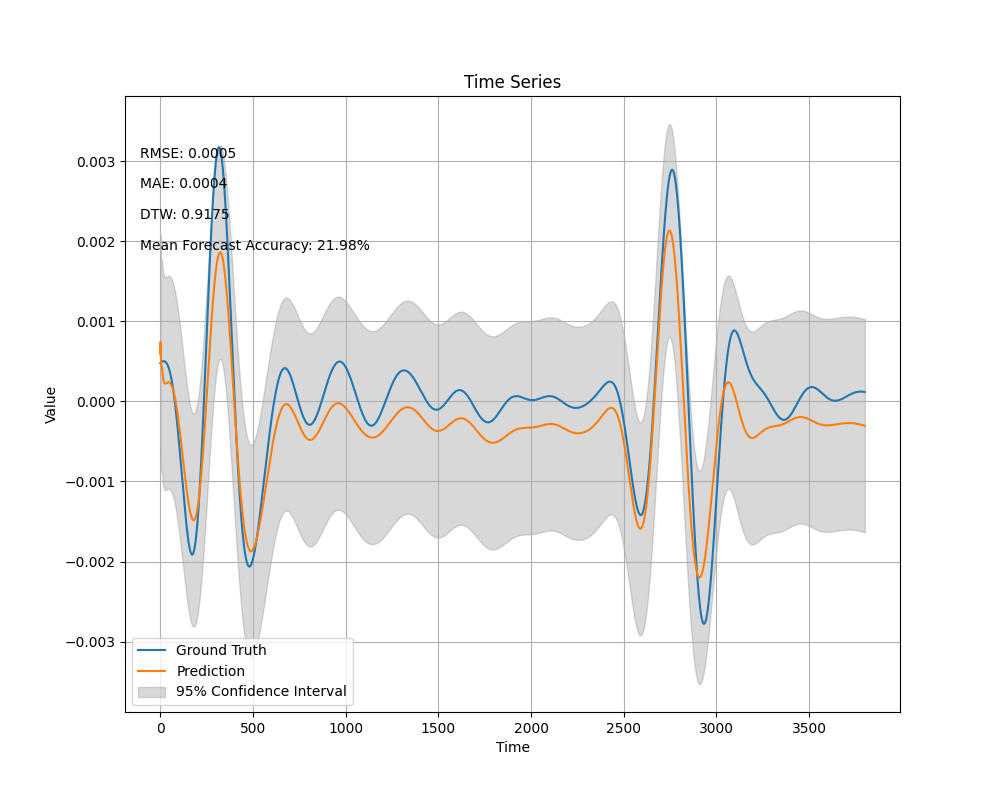 Time Series
RMSE: 0.0005
MAE: 0.0004
DTW: 0.9175
Mean Forecast Accuracy: 21.98%
Value
0.003
0.002
0.001
0.000
−0.001
−0.002
−0.003
Ground Truth
Prediction
95% Confidence Interval
0 500 1000 1500 2000 2500 3000 3500
Time